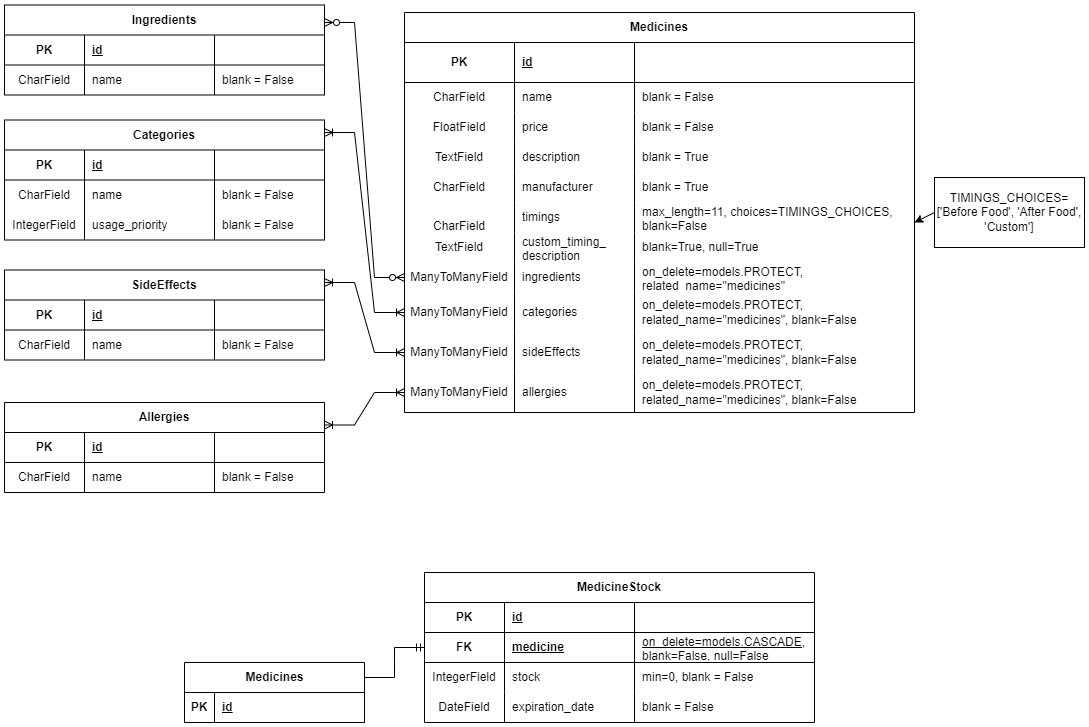 Ingredients
PK id
CharField name blank = False
Categories
PK id
CharField name blank = False
IntegerField usage_priority blank = False
SideEffects
PK id
CharField name blank = False
Allergies
PK id
CharField name blank = False
Medicines
PK id
CharField name blank = False
FloatField price blank = False
TextField description blank = True
CharField manufacturer blank = True
CharField timings max_length=11, choices=TIMINGS_CHOICES,
blank=False
TextField custom_timing_ blank=True, null=True
description
ManyToManyField ingredients on_delete=models.PROTECT,
related_name="medicines"
ManyToManyField categories on_delete=models.PROTECT,
related_name="medicines", blank=False
ManyToManyField sideEffects on_delete=models.PROTECT,
related_name="medicines", blank=False
ManyToManyField allergies on_delete=models.PROTECT,
related_name="medicines", blank=False
TIMINGS_CHOICES=
['Before Food', 'After Food',
'Custom']
MedicineStock
PK id
FK medicine on_delete=models.CASCADE,
blank=False, null=False
IntegerField stock min=0, blank = False
DateField expiration_date blank = False
Medicines
PK id